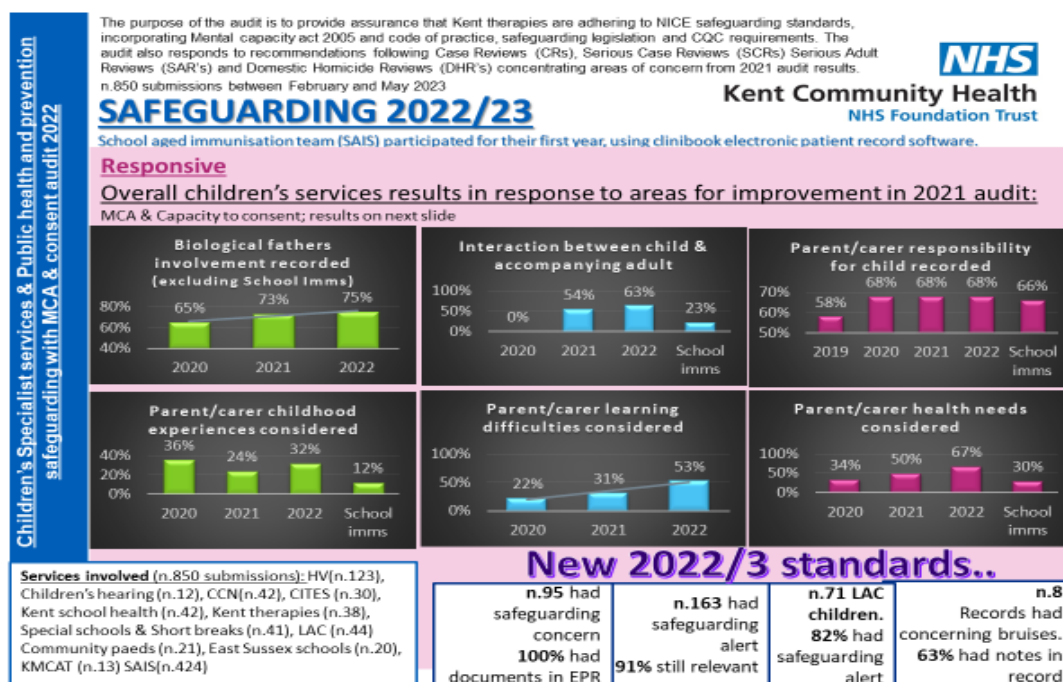 Children's Specialist services & Public health and prevention
safeguarding with MCA & consent audit 2022
The purpose of the audit is to provide assurance that Kent therapies are adhering to NICE safeguarding standards,
incorporating Mental capacity act 2005 and code of practice, safeguarding legislation and CQC requirements. The
audit also responds to recommendations following Case Reviews (CRs), Serious Case Reviews (SCRs) Serious Adult
Reviews (SAR's) and Domestic Homicide Reviews (DHR's) concentrating areas of concern from 2021 audit results.
n.850 submissions between February and May 2023
NHS
Kent Community Health
NHS Foundation Trust
SAFEGUARDING 2022/23
School aged immunisation team (SAIS) participated for their first year, using clinibook electronic patient record software.
Responsive
Overall children's services results in response to areas for improvement in 2021 audit:
MCA & Capacity to consent; results on next slide
Biological fathers
involvement recorded
(excluding School Imms)
80%
60%
40%
65%
73%
75%
2020
2021
2022
Interaction between child &
accompanying adult
100%
50%
0%
0%
54%
63%
23%
2020
2021
2022
School
imms
Parent/carer responsibility
for child recorded
70%
60%
50%
58%
68%
68%
68%
66%
2019
2020
2021
2022
School
imms
Parent/carer childhood
experiences considered
40%
20%
0%
36%
24%
32%
12%
2020
2021
2022
School
imms
Parent/carer learning
difficulties considered
100%
50%
0%
22%
31%
53%
2020
2021
2022
Parent/carer health needs
considered
100%
50%
0%
34%
50%
67%
30%
2020
2021
2022
School
imms
New 2022/3 standards..
Services involved (n.850 submissions): HV(n.123),
Children's hearing (n.12), CCN(n.42), CITES (n.30),
Kent school health (n.42), Kent therapies (n.38),
Special schools & Short breaks (n.41), LAC (n.44)
Community paeds (n.21), East Sussex schools (n.20),
KMCAT (n.13) SAIS(n.424)
n.95 had
safeguarding
concern
100% had
documents in EPR
n.163 had
safeguarding
alert
91% still relevant
n.71 LAC
children.
82% had
safeguarding
alert
n.8
Records had
concerning bruises.
63% had notes in
record